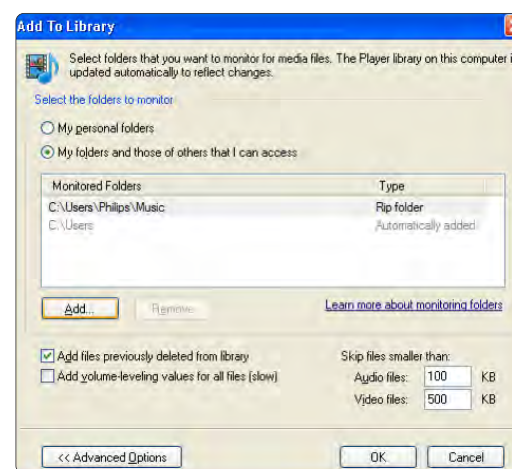 Add To Library
Select folders that you want to monitor for media files. The Player library on this computer i
updated automatically to reflect changes.
Select the folders to monitor
My personal folders
My folders and those of others that I can access
Monitored Folders Type
C:\Users\Philips\Music Rip folder
C:\Users Automatically added
Add... Remove Learn more about monitoring folders
Add files previously deleted from library Skip files smaller than:
Add volume-leveling values for all files (slow) Audio files: 100 KB
Video files: 500 KB
<< Advanced Options OK Cancel